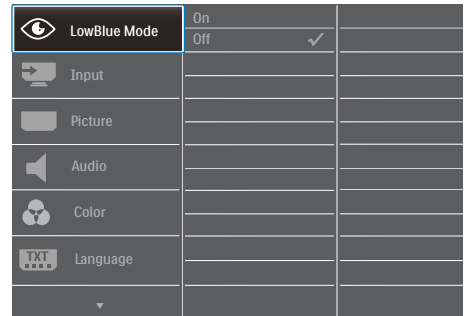 LowBlue Mode
On
Off
Input
Picture
Audio
Color
TXT
Language